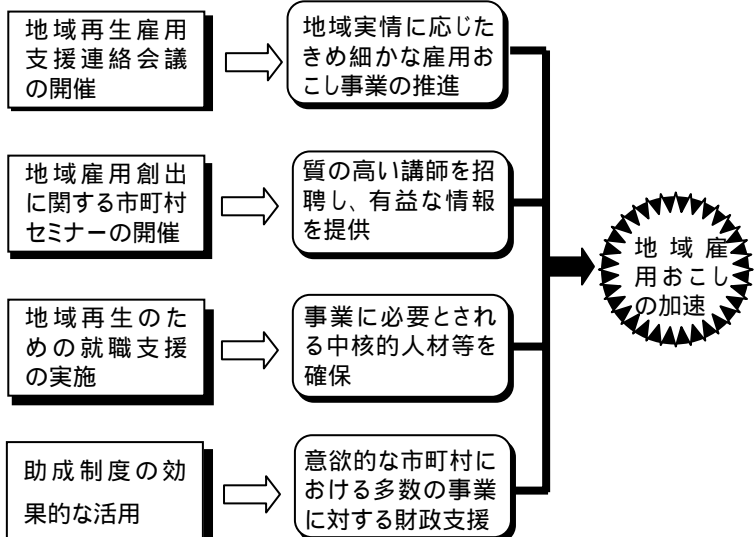 地域再生雇用
支援連絡会議
の開催
地域実情に応じた
きめ細かな雇用お
こし事業の推進
地域雇用創出
に関する市町村
セミナーの開催
質の高い講師を招
聘し、有益な情報
を提供
地域再生のた
めの就職支援
の実施
事業に必要とされ
る中核的人材等を
確保
助成制度の効
果的な活用
意欲的な市町村に
おける多数の事業
に対する財政支援
地域雇
用おこし
の加速